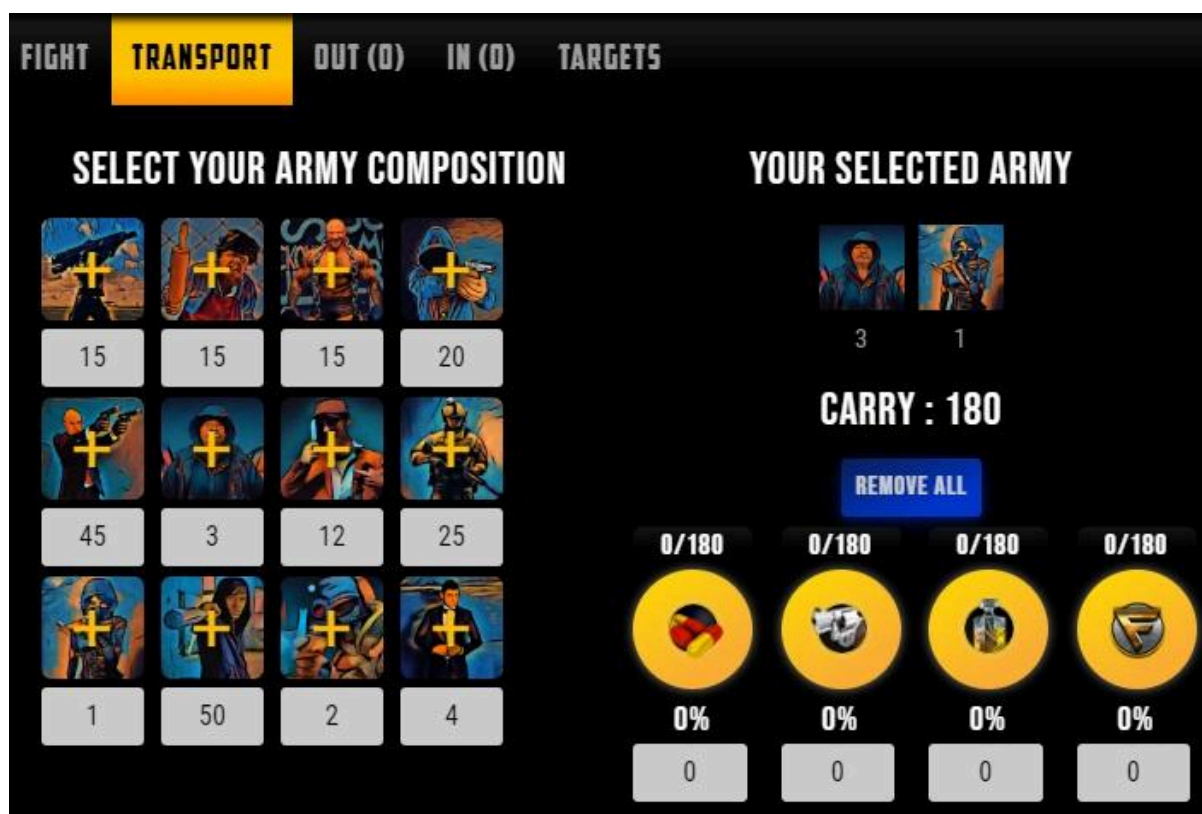 FIGHT TRANSPORT OUT (0) IN (0) TARGETS
SELECT YOUR ARMY COMPOSITION
15 15 15 20
45 3 12 25
1 50 2 4
YOUR SELECTED ARMY
3 1
CARRY : 180
REMOVE ALL
0/180 0/180 0/180 0/180
0% 0% 0% 0%
0 0 0 0